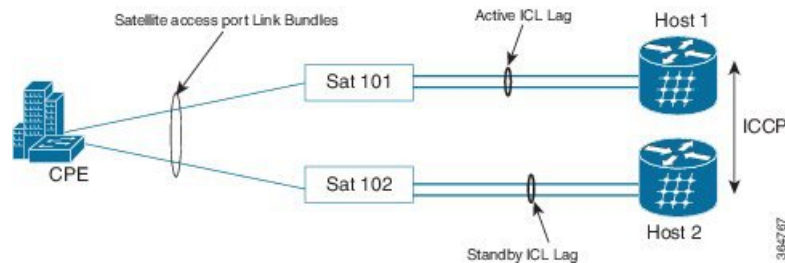 Satellite access port Link Bundles
Active ICL Lag
Host 1
Sat 101
ICCP
CPE
Sat 102
Host 2
Standby ICL Lag
364767